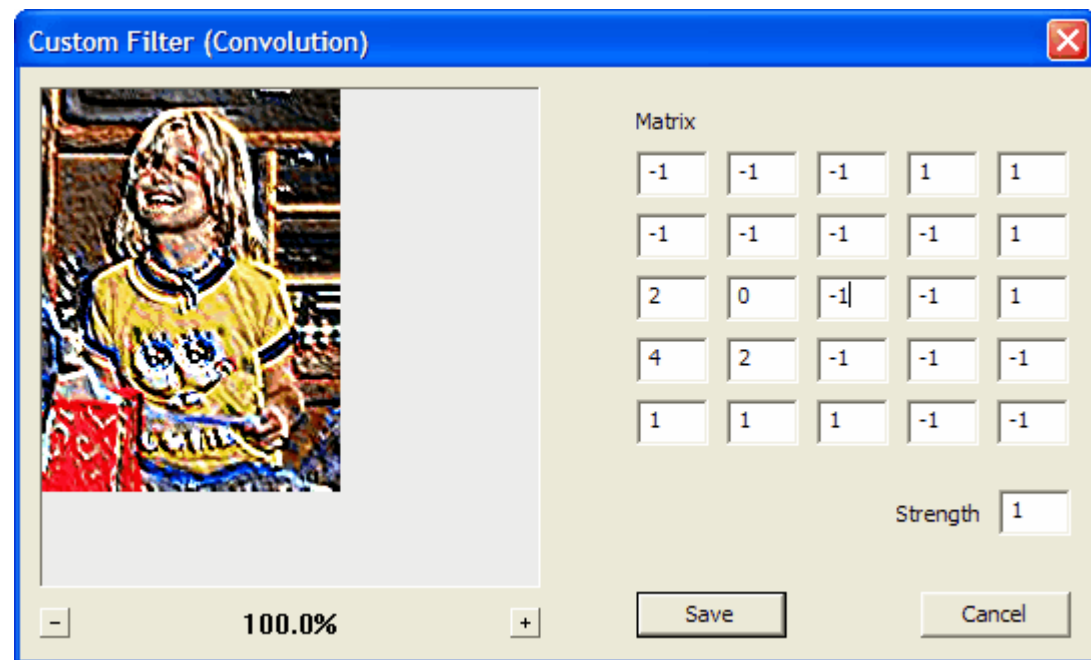 Custom Filter (Convolution)
Matrix
-1 -1 -1 1 1
-1 -1 -1 -1 1
2 0 -1 -1 1
4 2 -1 -1 -1
1 1 1 -1 -1
Strength 1
- 100.0% +
Save Cancel